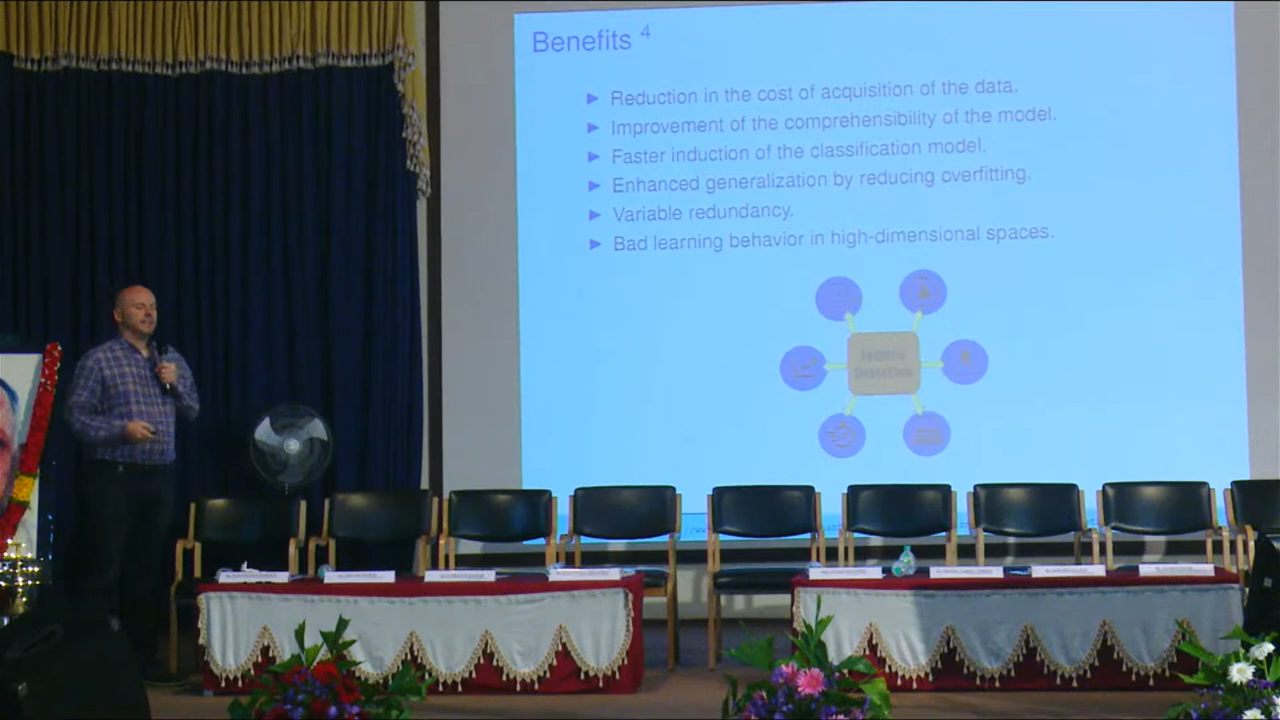 Benefits 4
► Reduction in the cost of acquisition of the data.
► Improvement of the comprehensibility of the model.
► Faster induction of the classification model.
► Enhanced generalization by reducing overfitting.
► Variable redundancy.
► Bad learning behavior in high-dimensional spaces.